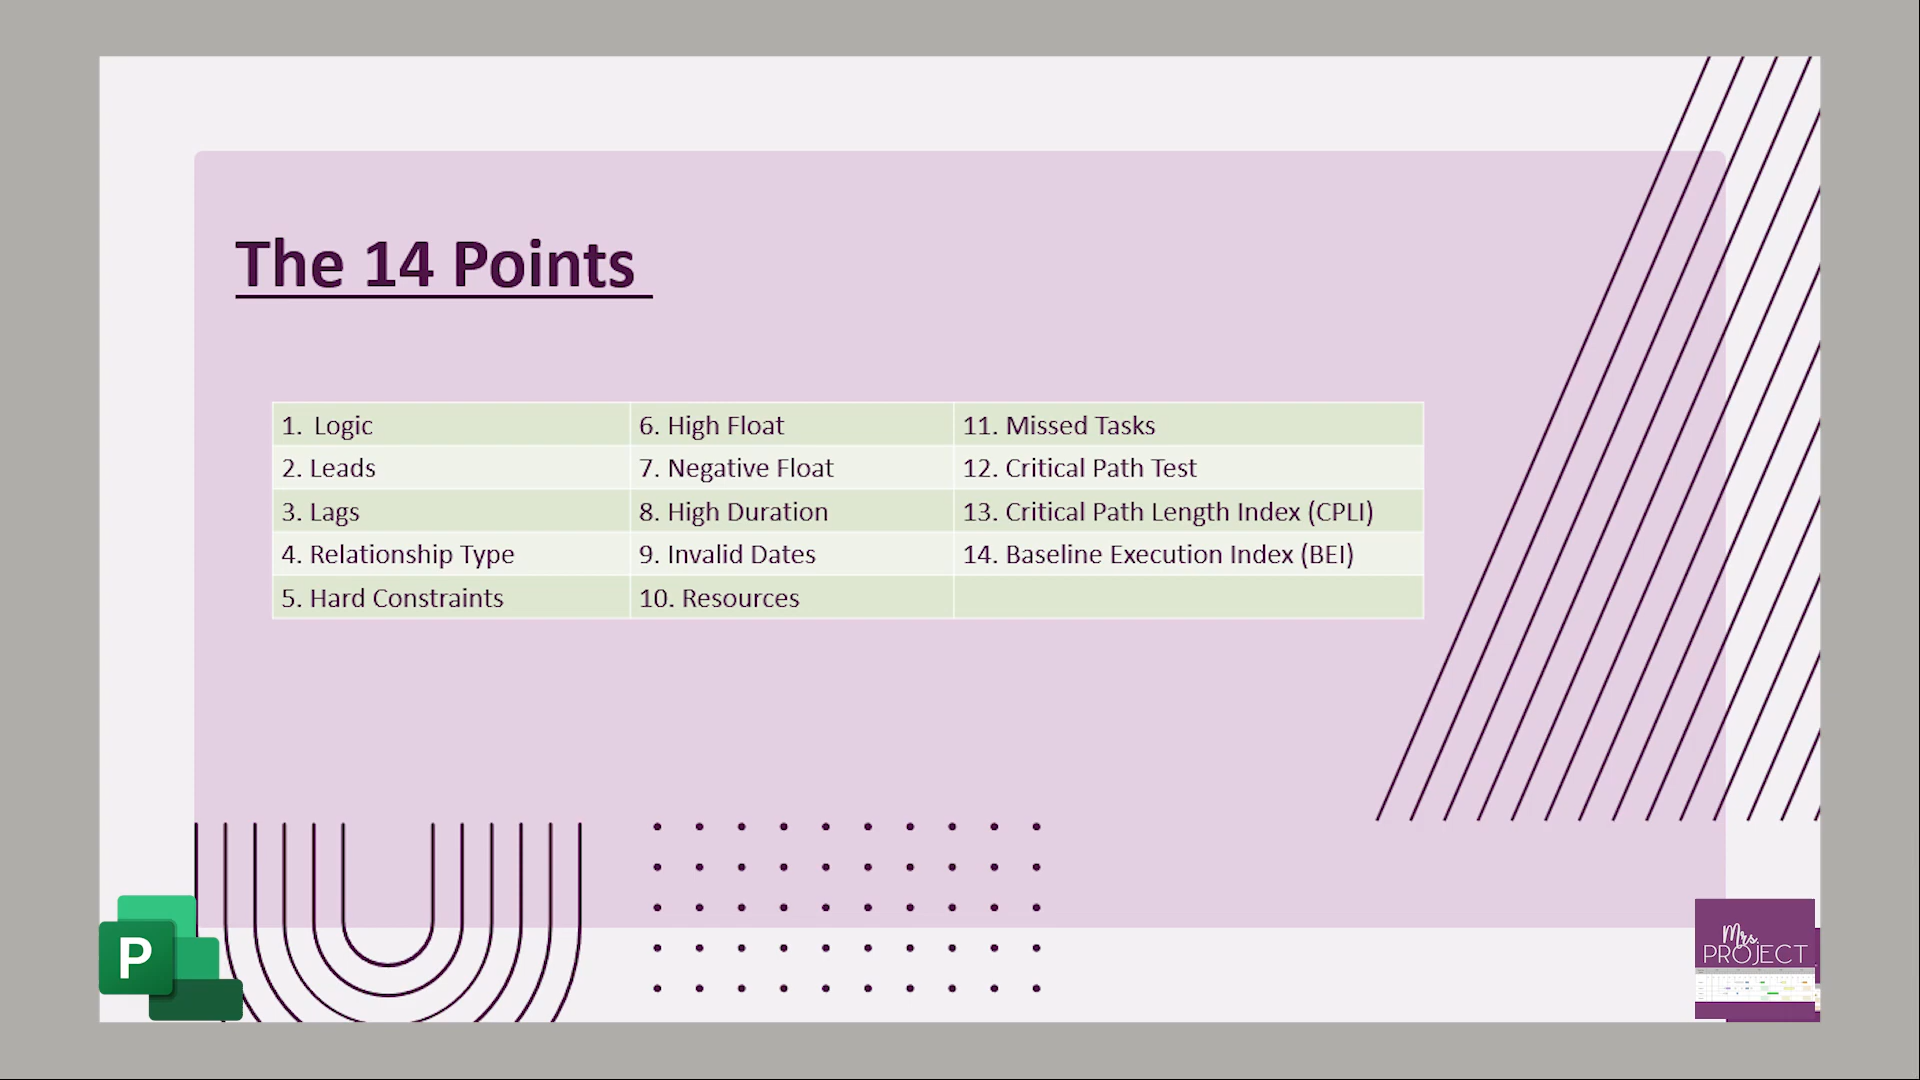 The 14 Points
1. Logic
2. Leads
3. Lags
4. Relationship Type
5. Hard Constraints
6. High Float
7. Negative Float
8. High Duration
9. Invalid Dates
10. Resources
11. Missed Tasks
12. Critical Path Test
13. Critical Path Length Index (CPLI)
14. Baseline Execution Index (BEI)
P
Mrs.
PROJECT